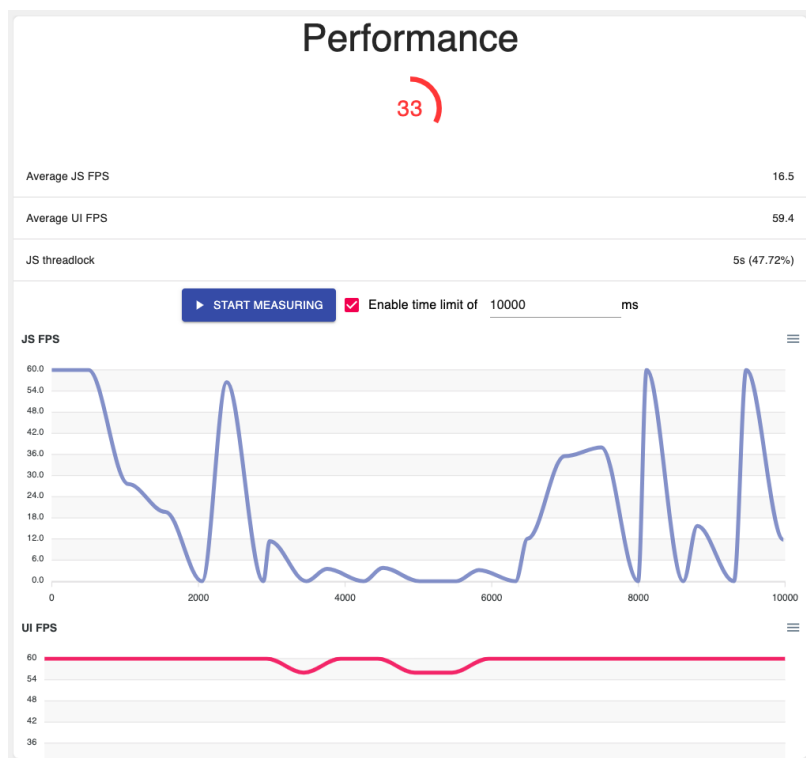 Performance
33
Average JS FPS 16.5
Average UI FPS 59.4
JS threadlock 5s (47.72%)
START MEASURING Enable time limit of 10000 ms
JS FPS
60.0
54.0
48.0
42.0
36.0
30.0
24.0
18.0
12.0
6.0
0.0
0 2000 4000 6000 8000 10000
UI FPS
60
54
48
42
36